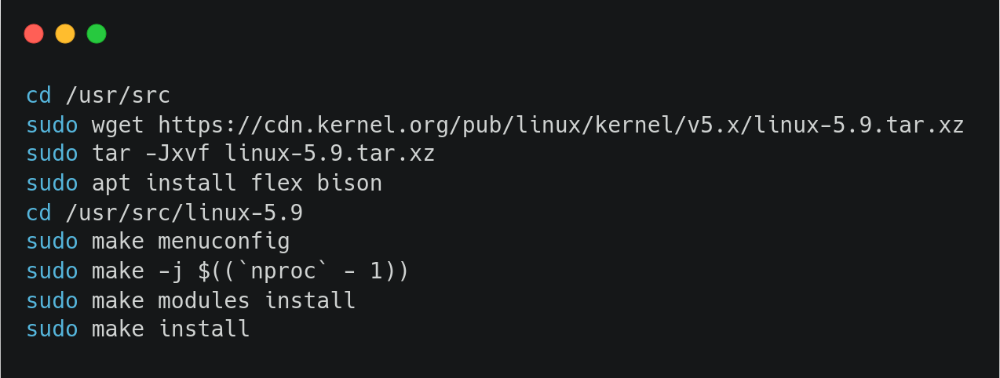 cd /usr/src
sudo wget https://cdn.kernel.org/pub/linux/kernel/v5.x/linux-5.9.tar.xz
sudo tar -Jxvf linux-5.9.tar.xz
sudo apt install flex bison
cd /usr/src/linux-5.9
sudo make menuconfig
sudo make -j $((`nproc` - 1))
sudo make modules install
sudo make install